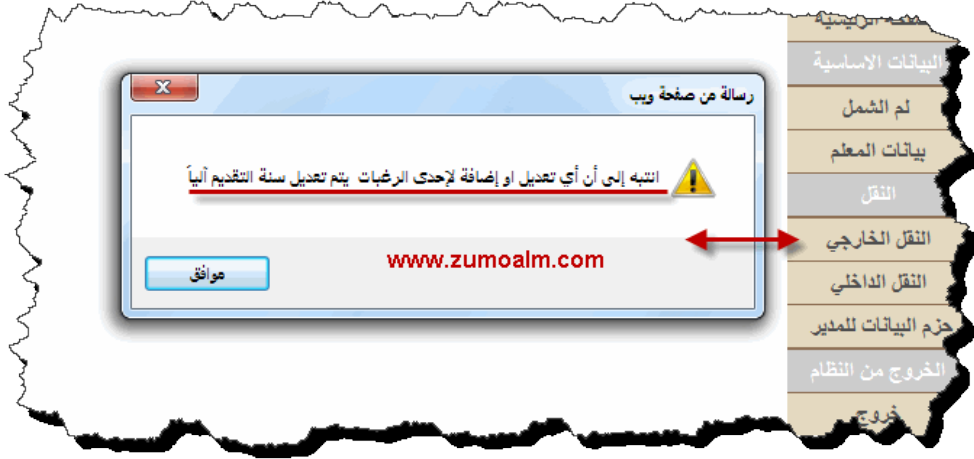 رسالة من صفحة ويب
انتبه إلى أن أي تعديل او إضافة لإحدى الرغبات يتم تعديل سنة التقديم آلياً
www.zumoalm.com
موافق
الرئيسية
البيانات الاساسية
لم الشمل
بيانات المعلم
النقل
النقل الخارجي
النقل الداخلي
حزم البيانات للمدير
الخروج من النظام
خروج